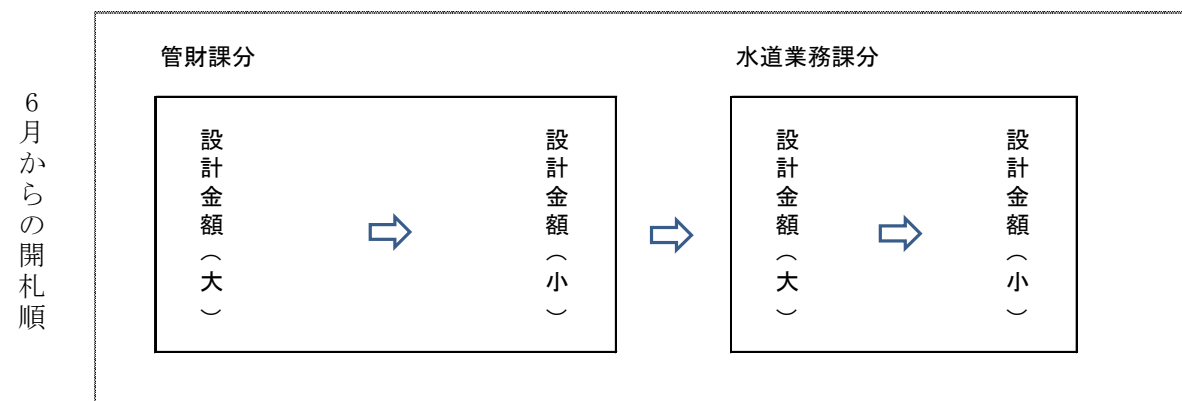 6月からの開札順
管財課分
設計金額（大）
設計金額（小）
水道業務課分
設計金額（大）
設計金額（小）